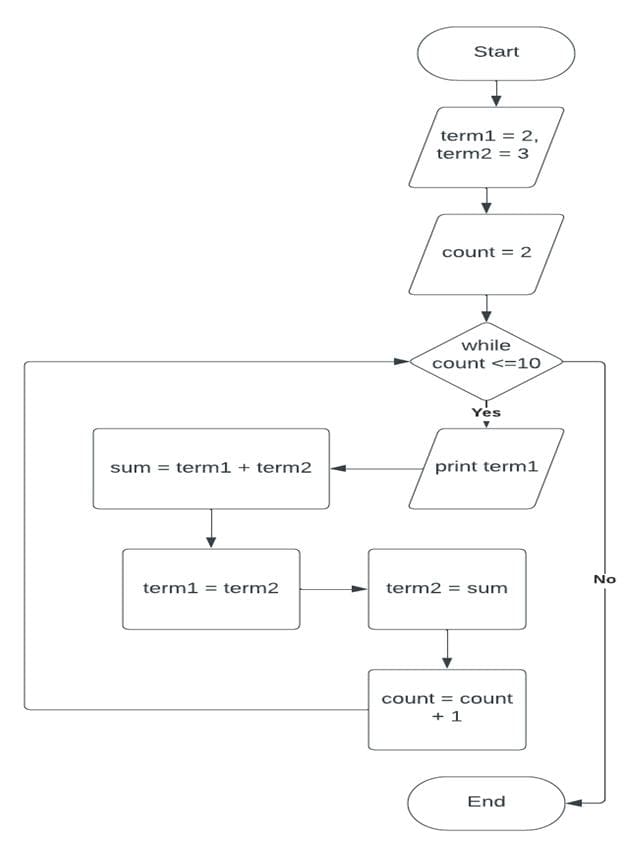 Start
term1 = 2,
term2 = 3
count = 2
while
count <=10
Yes
print term1
sum = term1 + term2
term1 = term2
term2 = sum
count = count
+ 1
No
End